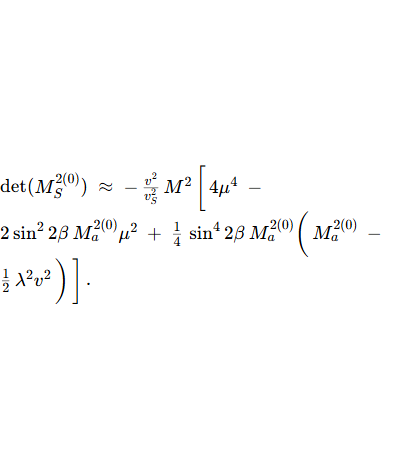 det(M_S^{2(0)}) ≈ − \frac{v^2}{v_S^2} M^2 [ 4μ^4 −
2 sin^2 2β M_a^{2(0)} μ^2 + \frac{1}{4} sin^4 2β M_a^{2(0)} ( M_a^{2(0)} −
\frac{1}{2} λ^2 v^2 ) ] .